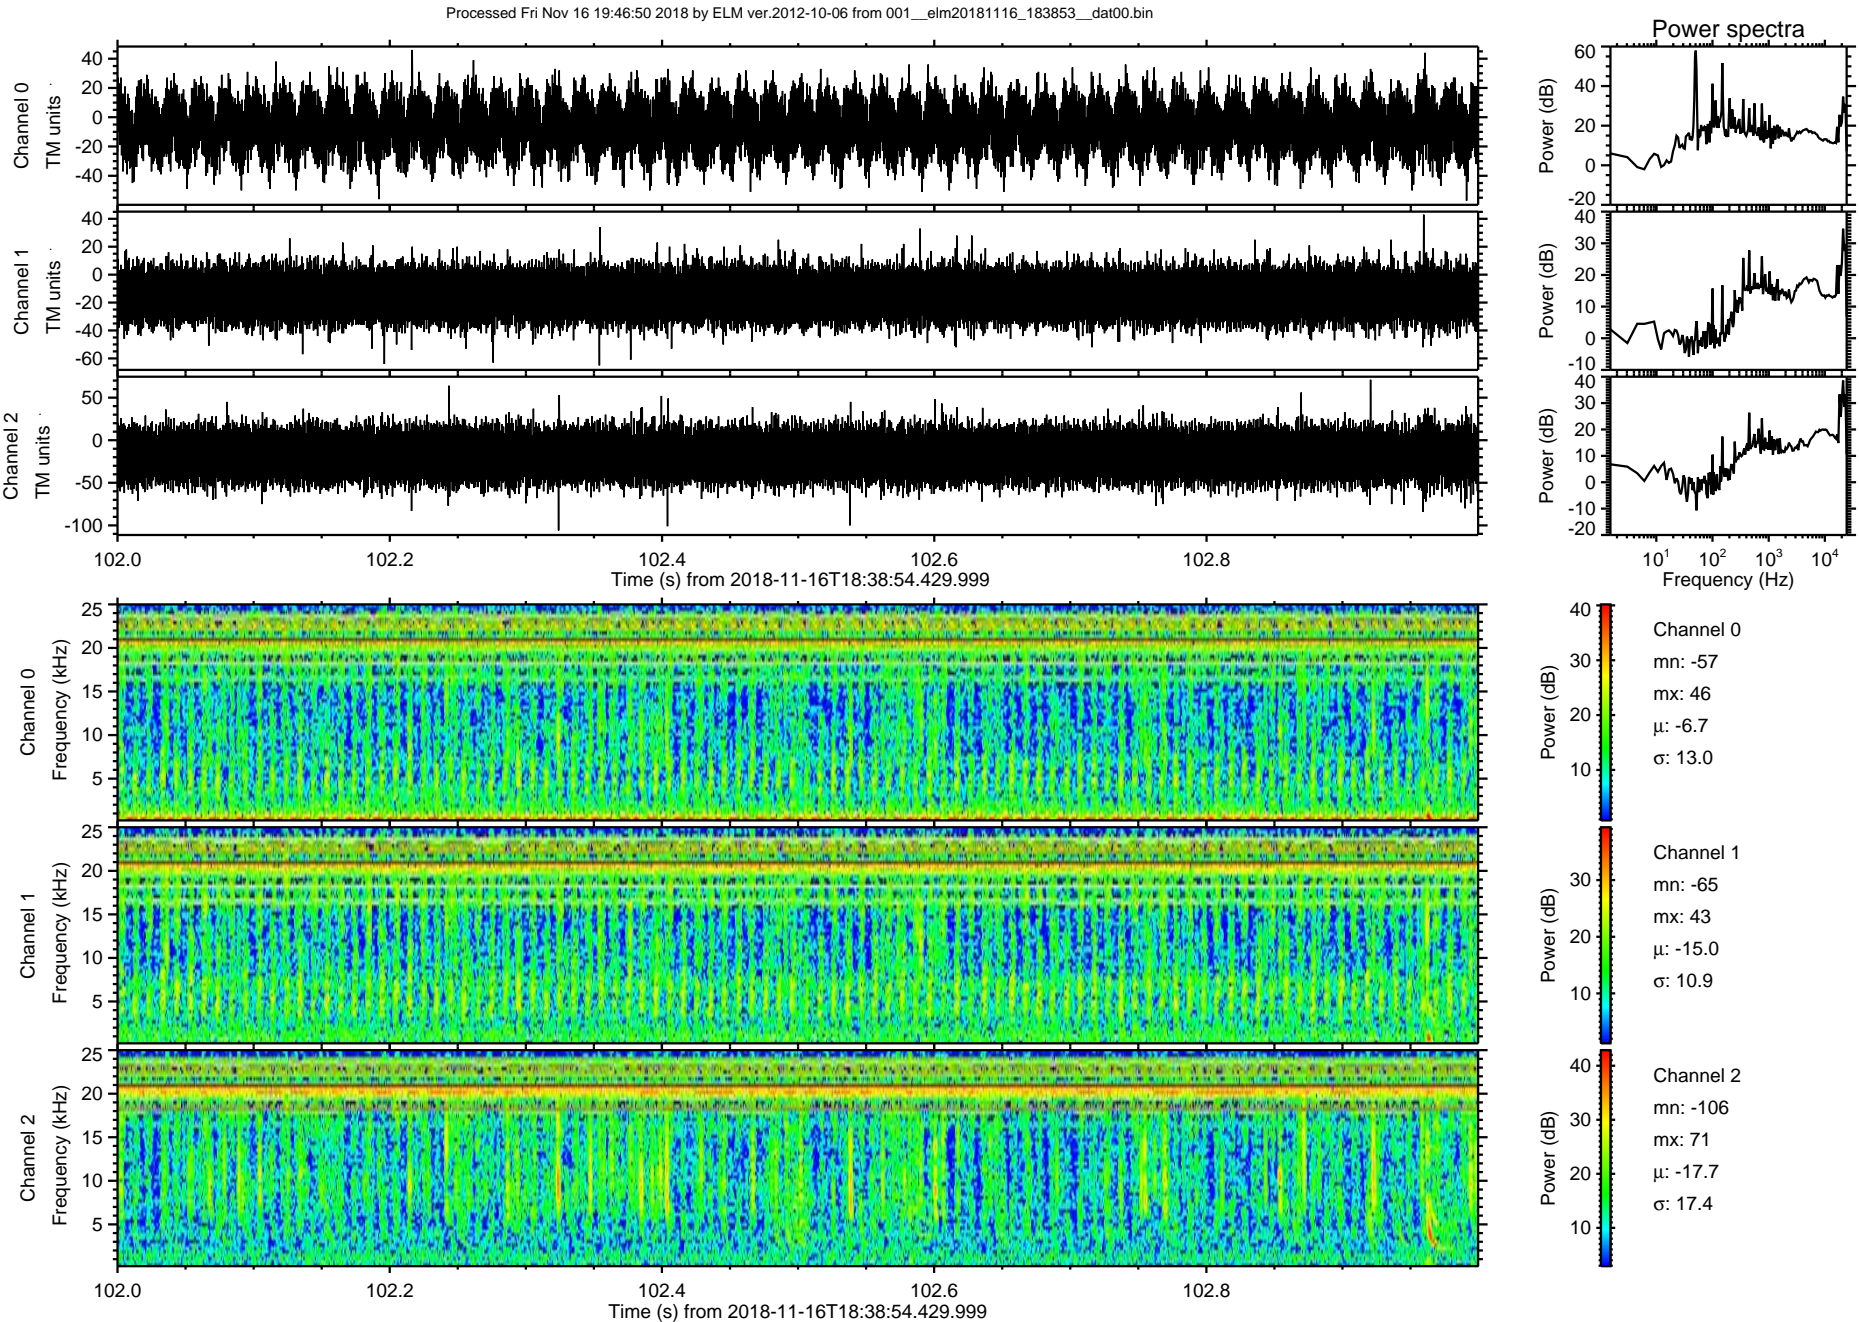 Processed Fri Nov 16 19:46:50 2018 by ELM ver.2012-10-06 from 001__elm20181116_183853__dat00.bin
Power spectra
Channel 0
TM units
40
20
0
-20
-40
Power (dB)
60
40
20
0
-20
Channel 1
TM units
40
20
0
-20
-40
-60
Power (dB)
40
30
20
10
0
-10
Channel 2
TM units
50
0
-50
-100
Power (dB)
40
30
20
10
0
-10
-20
102.0 102.2 102.4 102.6 102.8
Time (s) from 2018-11-16T18:38:54.429.999
10^1 10^2 10^3 10^4
Frequency (Hz)
Channel 0
Frequency (kHz)
25
20
15
10
5
Power (dB)
40
30
20
10
Channel 0
mn: -57
mx: 46
μ: -6.7
σ: 13.0
Channel 1
Frequency (kHz)
25
20
15
10
5
Power (dB)
30
20
10
Channel 1
mn: -65
mx: 43
μ: -15.0
σ: 10.9
Channel 2
Frequency (kHz)
25
20
15
10
5
Power (dB)
40
30
20
10
Channel 2
mn: -106
mx: 71
μ: -17.7
σ: 17.4
102.0 102.2 102.4 102.6 102.8
Time (s) from 2018-11-16T18:38:54.429.999